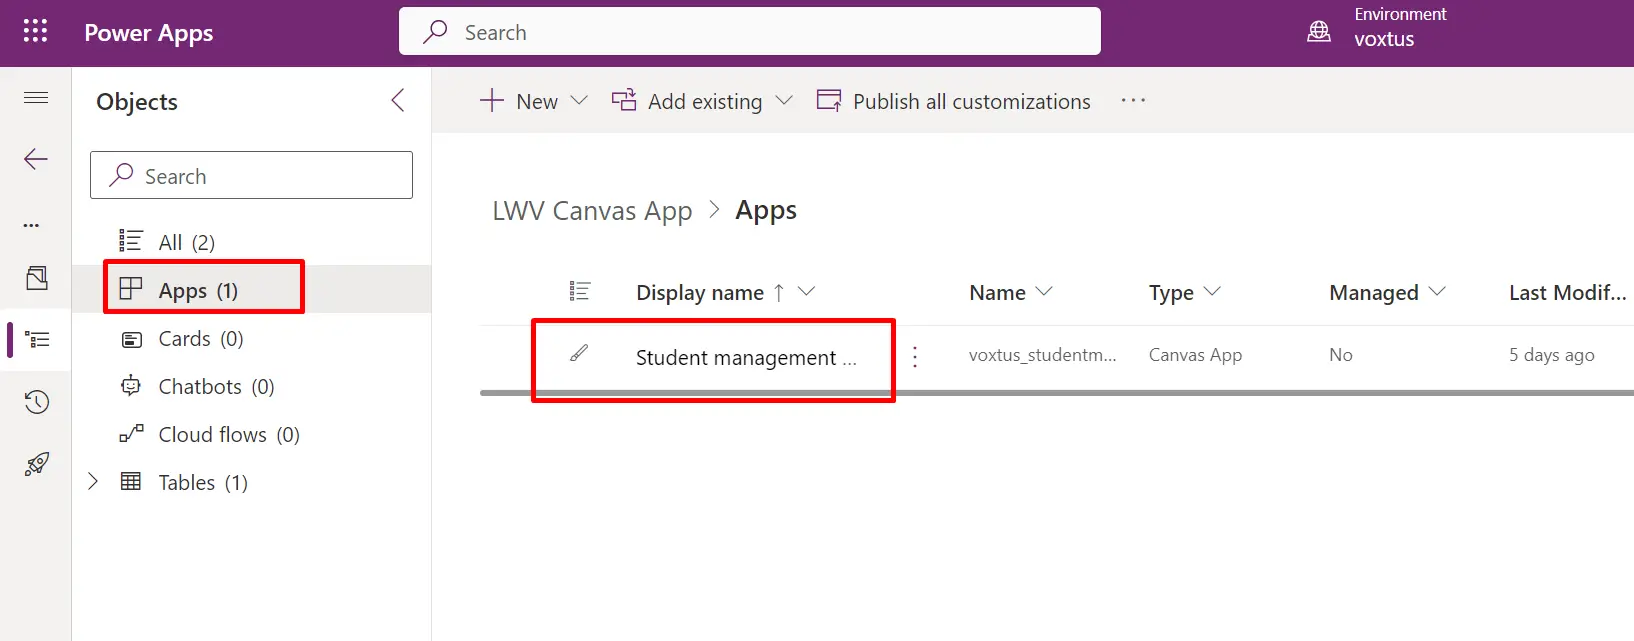 Power Apps
Search
Environment
voxtus
Objects
Search
All (2)
Apps (1)
Cards (0)
Chatbots (0)
Cloud flows (0)
Tables (1)
New
Add existing
Publish all customizations
···
LWV Canvas App > Apps
Display name ↑ Name Type Managed Last Modif...
Student management ... voxtus_studentm... Canvas App No 5 days ago